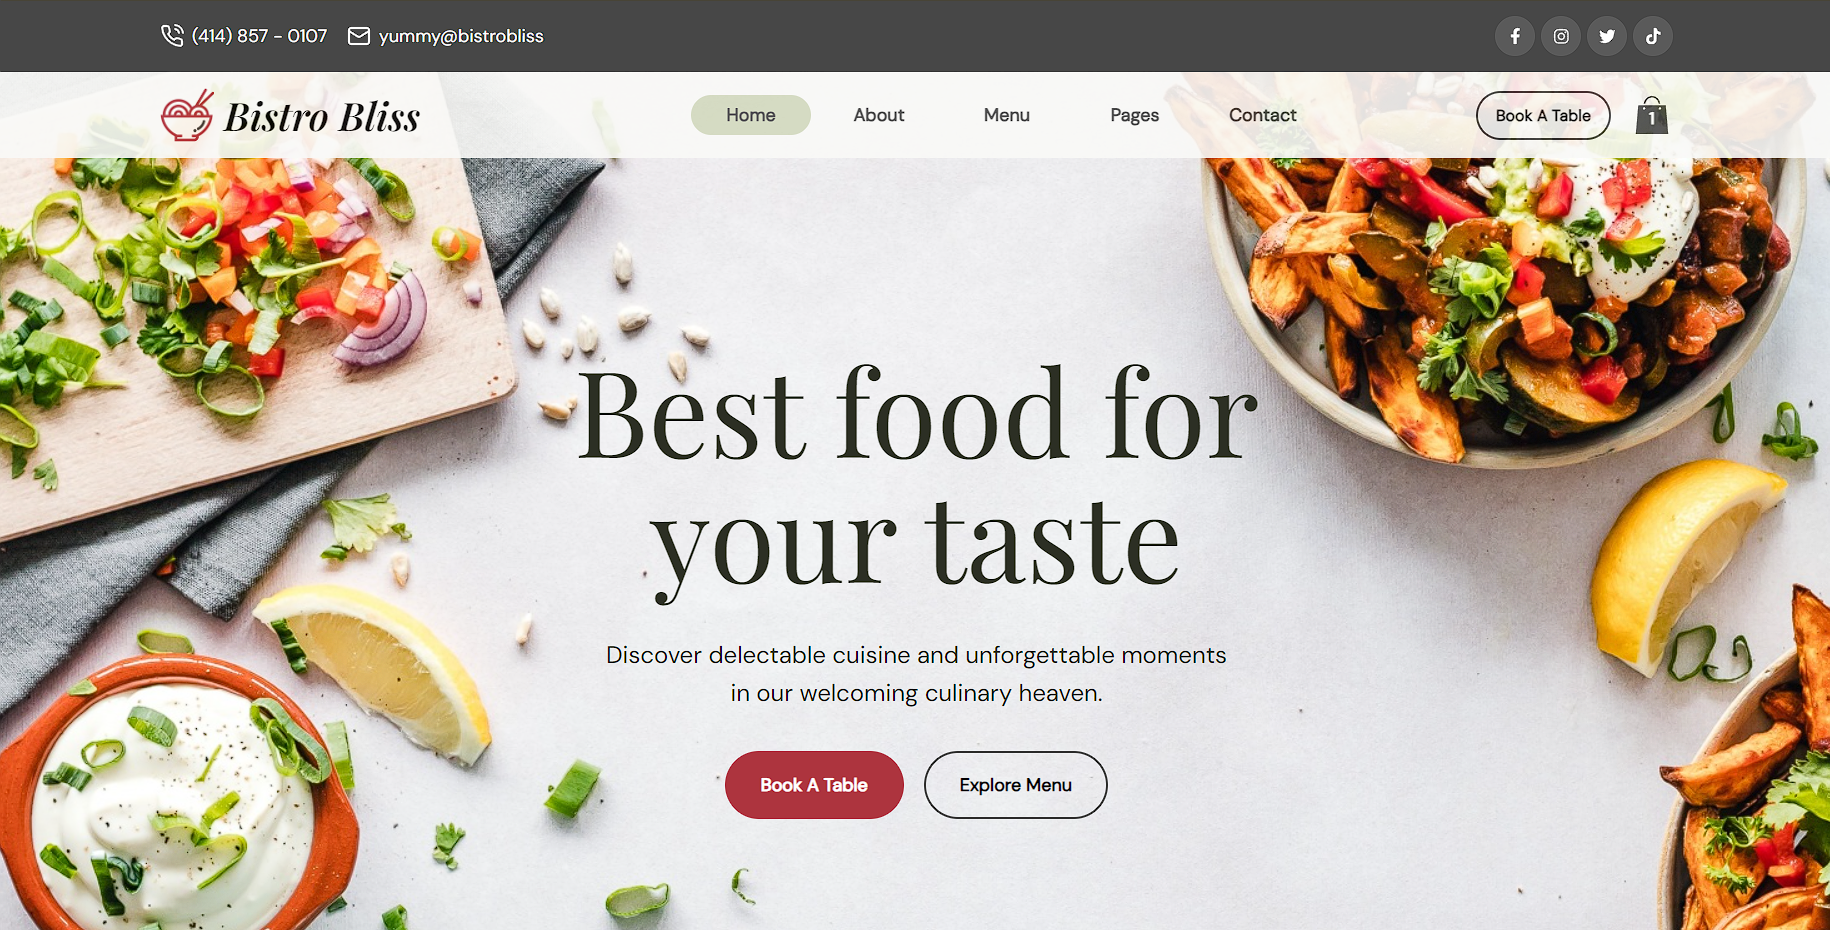 (414) 857 - 0107 yummy@bistrobliss
Bistro Bliss Home About Menu Pages Contact Book A Table 1
Best food for
your taste
Discover delectable cuisine and unforgettable moments
in our welcoming culinary heaven.
Book A Table Explore Menu